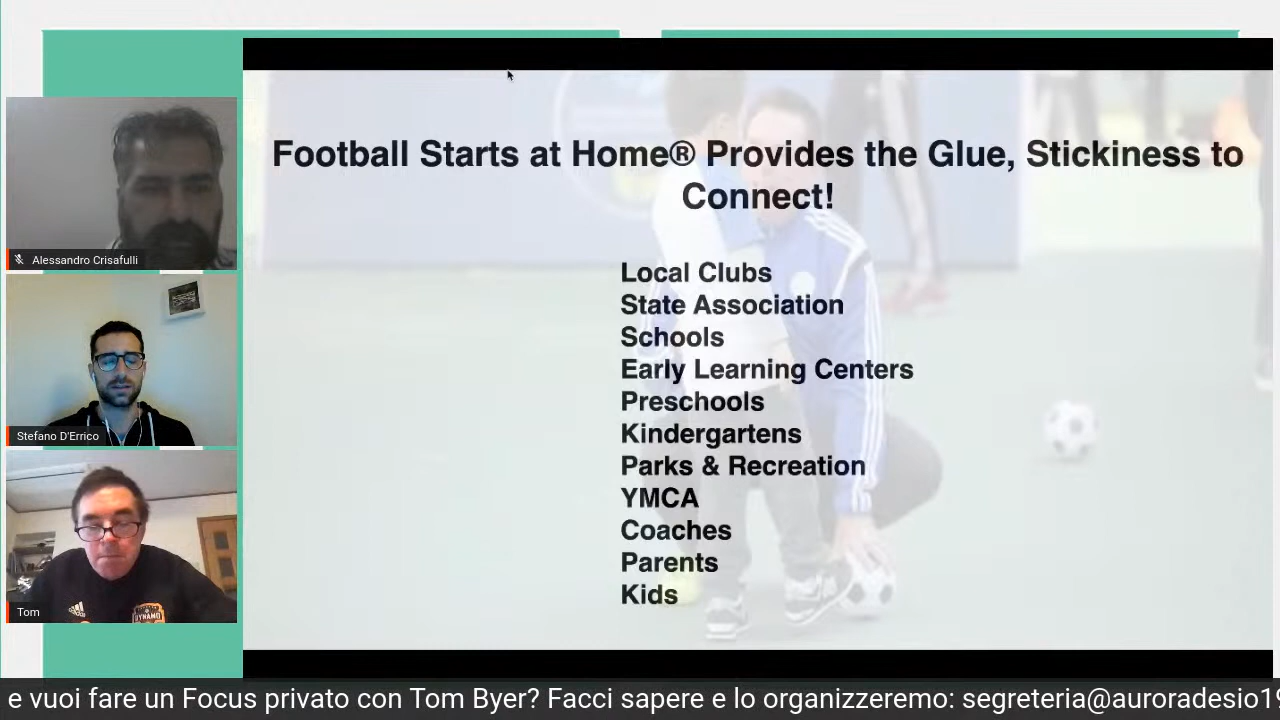 Football Starts at Home® Provides the Glue, Stickiness to
Connect!
Local Clubs
State Association
Schools
Early Learning Centers
Preschools
Kindergartens
Parks & Recreation
YMCA
Coaches
Parents
Kids
Alessandro Crisafulli
Stefano D'Errico
Tom
DYNAMO
e vuoi fare un Focus privato con Tom Byer? Facci sapere e lo organizzeremo: segreteria@auroradesio19